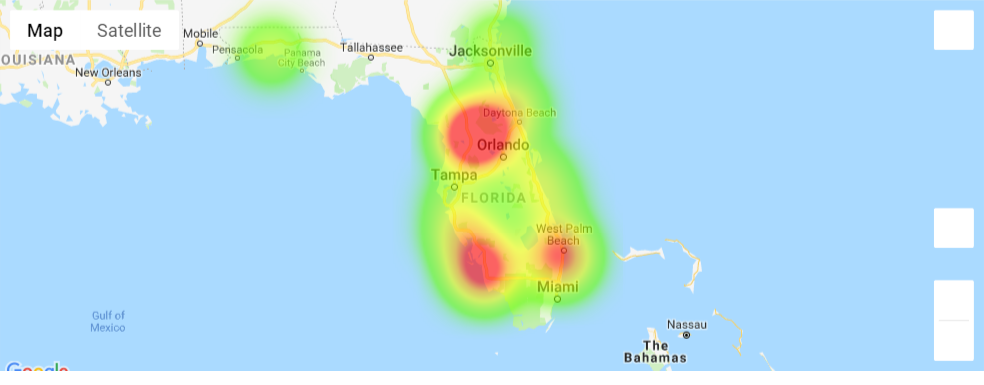 Map
Satellite
Mobile
Pensacola
Panama
City Beach
Tallahassee
Jacksonville
OUISIANA
New Orleans
Daytona Beach
Orlando
Tampa
FLORIDA
West Palm
Beach
Miami
Gulf of
Mexico
Nassau
The
Bahamas
Google